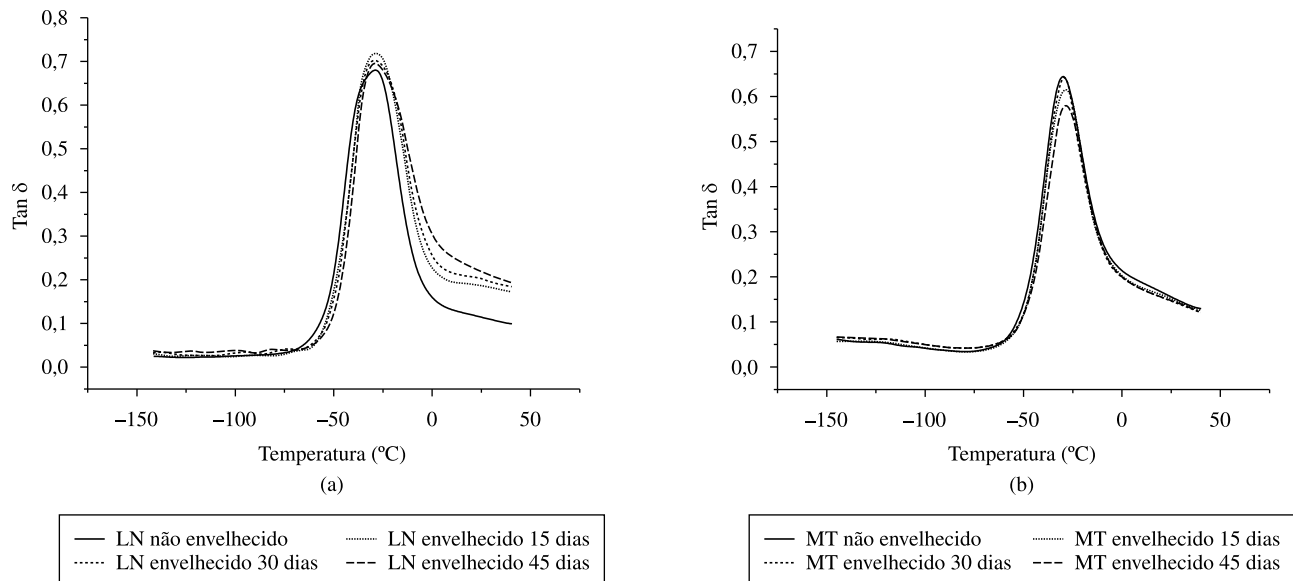 0,8
0,7
0,6
0,5
0,4
0,3
0,2
0,1
0,0
Tan δ
−150 −100 −50 0 50
Temperatura (ºC)
(a)
LN não envelhecido LN envelhecido 15 dias
LN envelhecido 30 dias LN envelhecido 45 dias
0,7
0,6
0,5
0,4
0,3
0,2
0,1
0,0
Tan δ
−150 −100 −50 0 50
Temperatura (ºC)
(b)
MT não envelhecido MT envelhecido 15 dias
MT envelhecido 30 dias MT envelhecido 45 dias